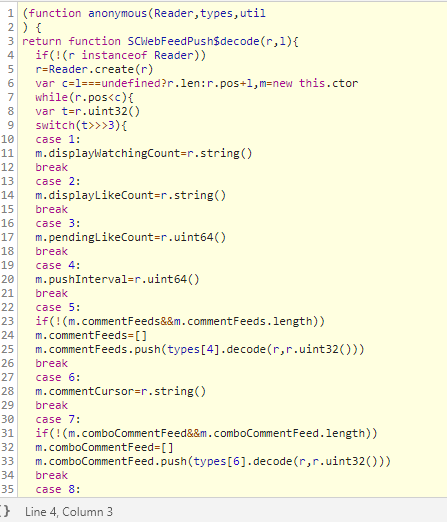 1 (function anonymous(Reader,types,util
2 ) {
3 return function SCWebFeedPush$decode(r,l){
4 if(!(r instanceof Reader))
5 r=Reader.create(r)
6 var c=l===undefined?r.len:r.pos+l,m=new this.ctor
7 while(r.pos<c){
8 var t=r.uint32()
9 switch(t>>>3){
10 case 1:
11 m.displayWatchingCount=r.string()
12 break
13 case 2:
14 m.displayLikeCount=r.string()
15 break
16 case 3:
17 m.pendingLikeCount=r.uint64()
18 break
19 case 4:
20 m.pushInterval=r.uint64()
21 break
22 case 5:
23 if(!(m.commentFeeds&&m.commentFeeds.length))
24 m.commentFeeds=[]
25 m.commentFeeds.push(types[4].decode(r,r.uint32()))
26 break
27 case 6:
28 m.commentCursor=r.string()
29 break
30 case 7:
31 if(!(m.comboCommentFeed&&m.comboCommentFeed.length))
32 m.comboCommentFeed=[]
33 m.comboCommentFeed.push(types[6].decode(r,r.uint32()))
34 break
35 case 8:
{} Line 4, Column 3